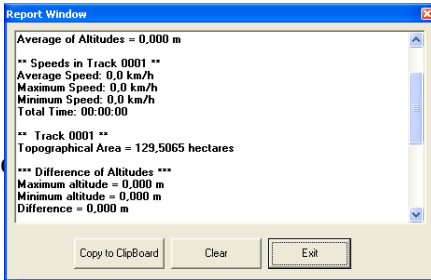 Report Window
Average of Altitudes = 0,000 m
** Speeds in Track 0001 **
Average Speed: 0,0 km/h
Maximum Speed: 0,0 km/h
Minimum Speed: 0,0 km/h
Total Time: 00:00:00
** Track 0001 **
Topographical Area = 129,5065 hectares
*** Difference of Altitudes ***
Maximum altitude = 0,000 m
Minimum altitude = 0,000 m
Difference = 0,000 m
Copy to ClipBoard Clear Exit